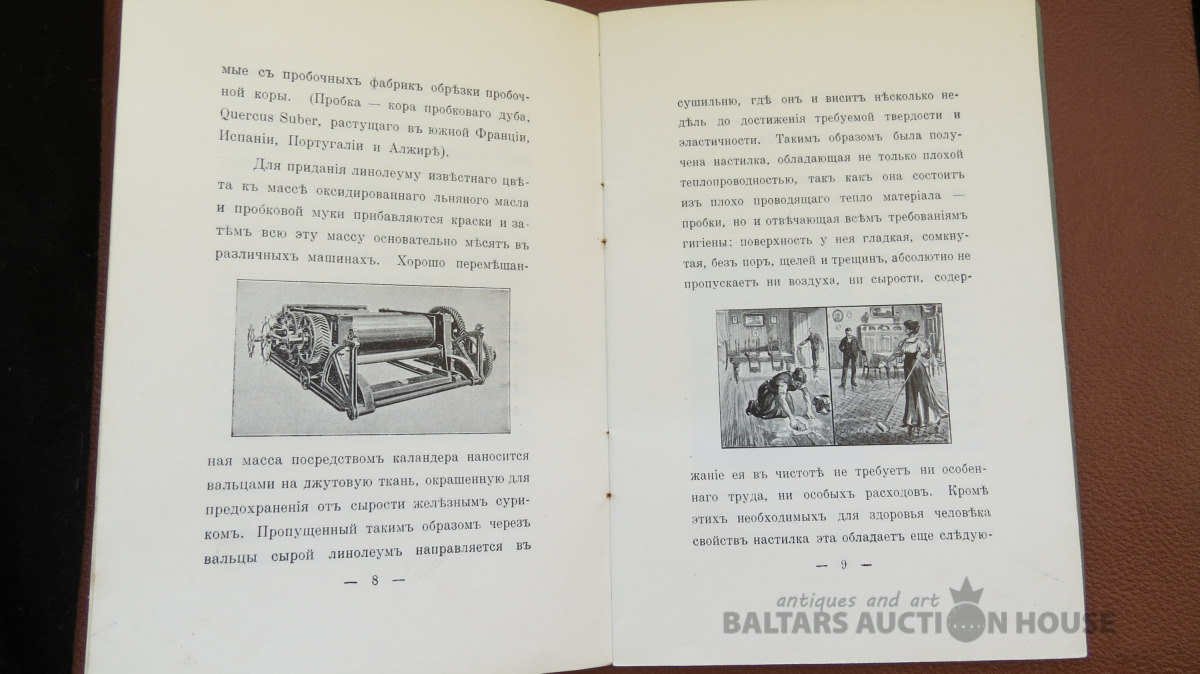 мые съ пробочныхъ фабрикъ обрѣзки пробоч-
ной коры. (Пробка — кора пробковаго дуба,
Quercus Suber, растущаго въ южной Франціи,
Испаніи, Португаліи и Алжирѣ).
Для приданія линолеуму извѣстнаго цвѣ-
та къ массѣ оксидированнаго льняного масла
и пробковой муки прибавляются краски и за-
тѣмъ всю эту массу основательно мѣсятъ въ
различныхъ машинахъ. Хорошо перемѣшан-
ная масса посредствомъ каландера наносится
вальцами на джутовую ткань, окрашенную для
предохраненія отъ сырости желѣзнымъ сури-
комъ. Пропущенный такимъ образомъ черезъ
вальцы сырой линолеумъ направляется въ
— 8 —
сушильню, гдѣ онъ и виситъ нѣсколько не-
дѣль до достиженія требуемой твердости и
эластичности. Такимъ образомъ была полу-
чена настилка, обладающая не только плохой
теплопроводностью, такъ какъ она состоитъ
изъ плохо проводящаго тепло матеріала —
пробки, но и отвѣчающая всѣмъ требованіямъ
гигіены: поверхность у нея гладкая, сомкну-
тая, безъ поръ, щелей и трещинъ, абсолютно не
пропускаетъ ни воздуха, ни сырости, содер-
жаніе ея въ чистотѣ не требуетъ ни особен-
наго труда, ни особыхъ расходовъ. Кромѣ
этихъ необходимыхъ для здоровья человѣка
свойствъ настилка эта обладаетъ еще слѣдую-
— 9 —
antiques and art
BALTARS AUCTION HOUSE